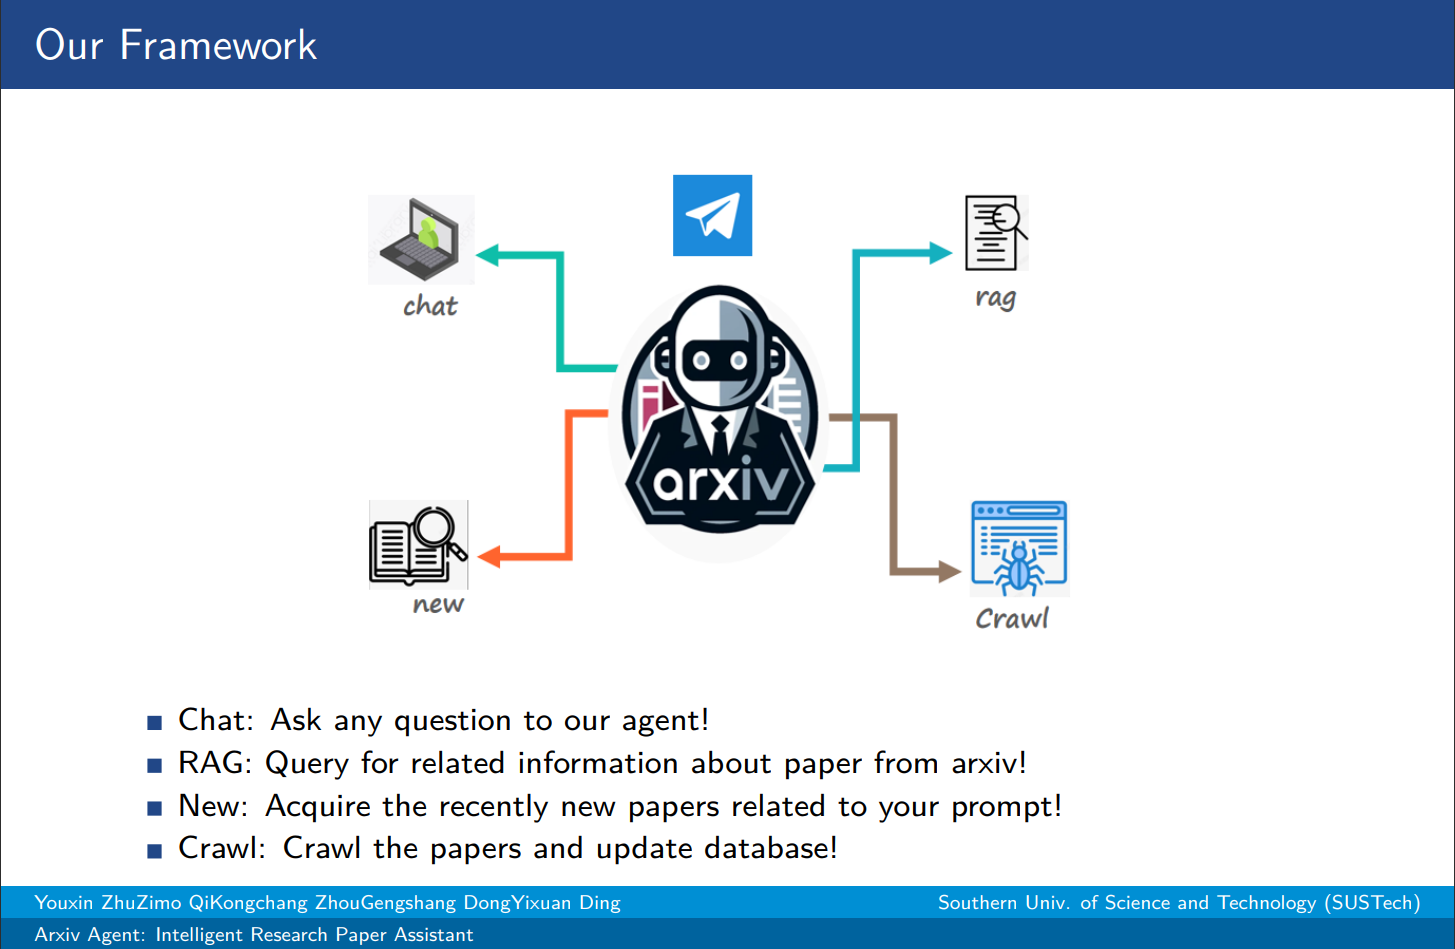 Our Framework
chat
rag
arxiv
new
Crawl
Chat: Ask any question to our agent!
RAG: Query for related information about paper from arxiv!
New: Acquire the recently new papers related to your prompt!
Crawl: Crawl the papers and update database!
Youxin ZhuZimo QiKongchang ZhouGengshang DongYixuan Ding
Southern Univ. of Science and Technology (SUSTech)
Arxiv Agent: Intelligent Research Paper Assistant